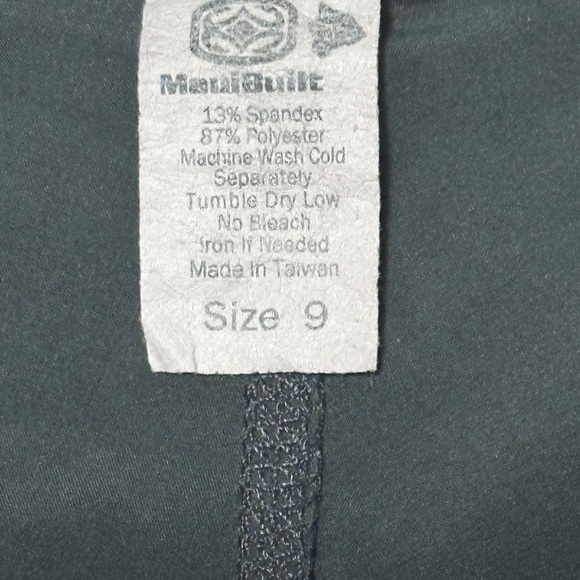 MauiBuilt
13% Spandex
87% Polyester
Machine Wash Cold
Separately
Tumble Dry Low
No Bleach
Iron If Needed
Made In Taiwan
Size 9